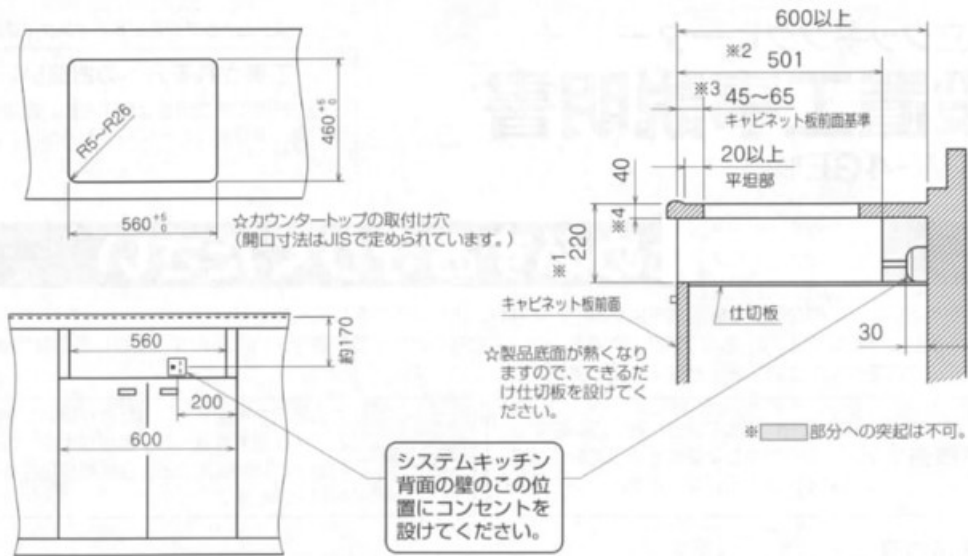 R5~R26
460 +6 0
560 +6 0
☆カウンタートップの取付け穴
(開口寸法はJISで定められています。)
600以上
※2
501
※3 45~65
キャビネット板前面基準
20以上
平坦部
40
※4
※1
220
キャビネット板前面
仕切板
30
☆製品底面が熱くなり
ますので、できるだ
け仕切板を設けてく
ださい。
※ 部分への突起は不可。
560
約170
200
600
システムキッチン
背面の壁のこの位
置にコンセントを
設けてください。